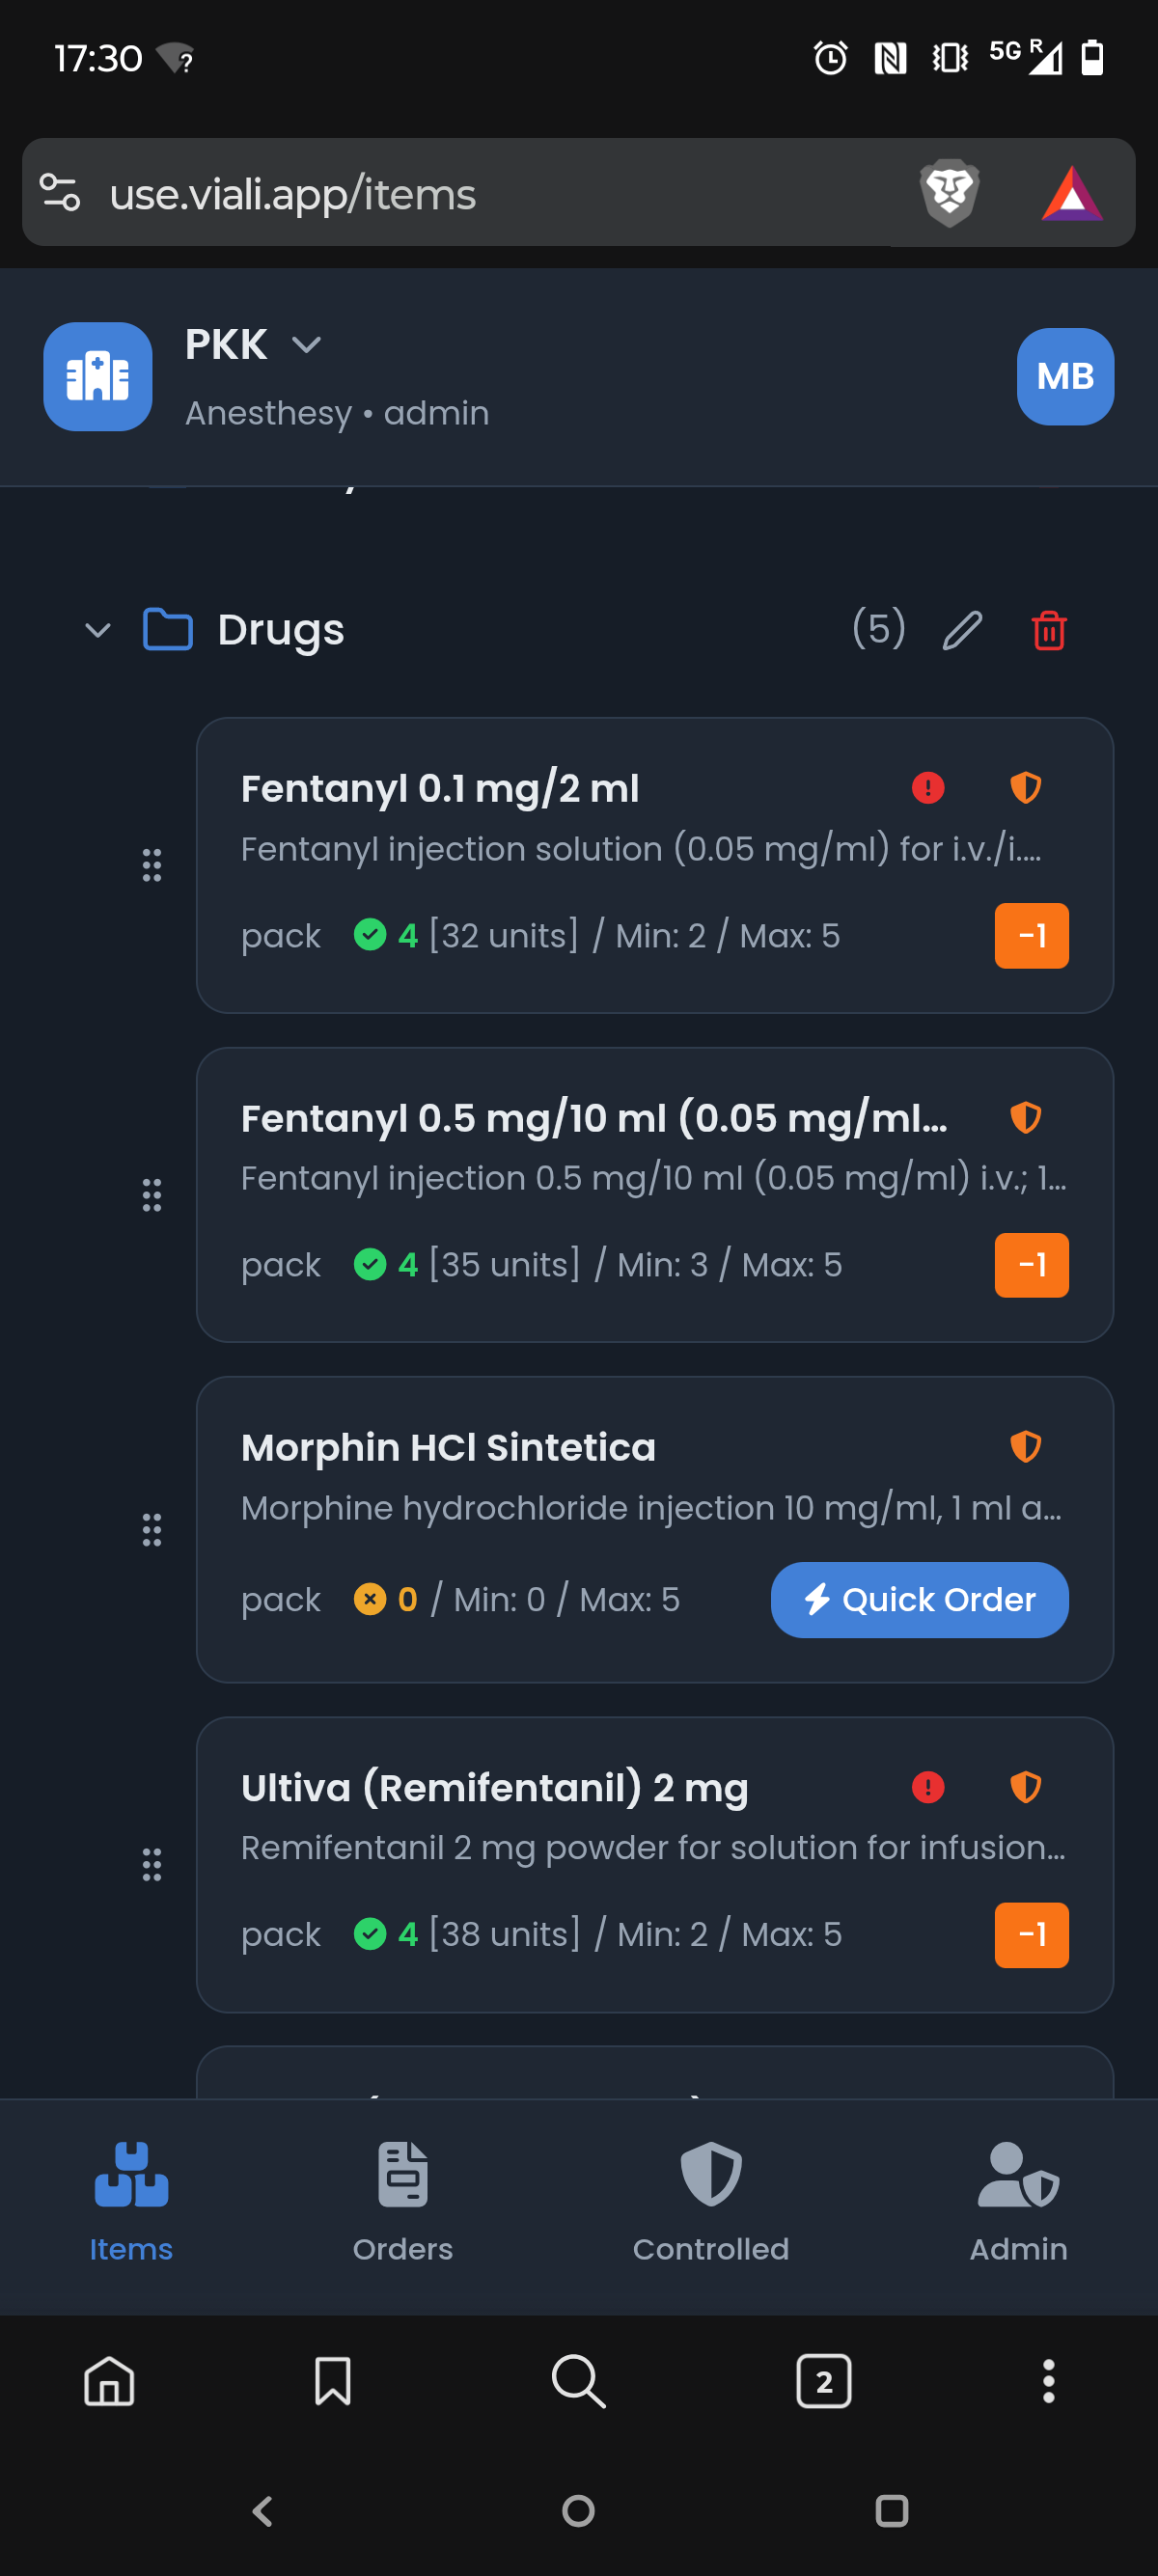 17:30
5G R
use.viali.app/items
PKK
Anesthesy • admin
MB
Drugs (5)
Fentanyl 0.1 mg/2 ml
Fentanyl injection solution (0.05 mg/ml) for i.v./i....
pack 4 [32 units] / Min: 2 / Max: 5 -1
Fentanyl 0.5 mg/10 ml (0.05 mg/ml...
Fentanyl injection 0.5 mg/10 ml (0.05 mg/ml) i.v.; 1...
pack 4 [35 units] / Min: 3 / Max: 5 -1
Morphin HCl Sintetica
Morphine hydrochloride injection 10 mg/ml, 1 ml a...
pack 0 / Min: 0 / Max: 5 Quick Order
Ultiva (Remifentanil) 2 mg
Remifentanil 2 mg powder for solution for infusion...
pack 4 [38 units] / Min: 2 / Max: 5 -1
Items Orders Controlled Admin
2